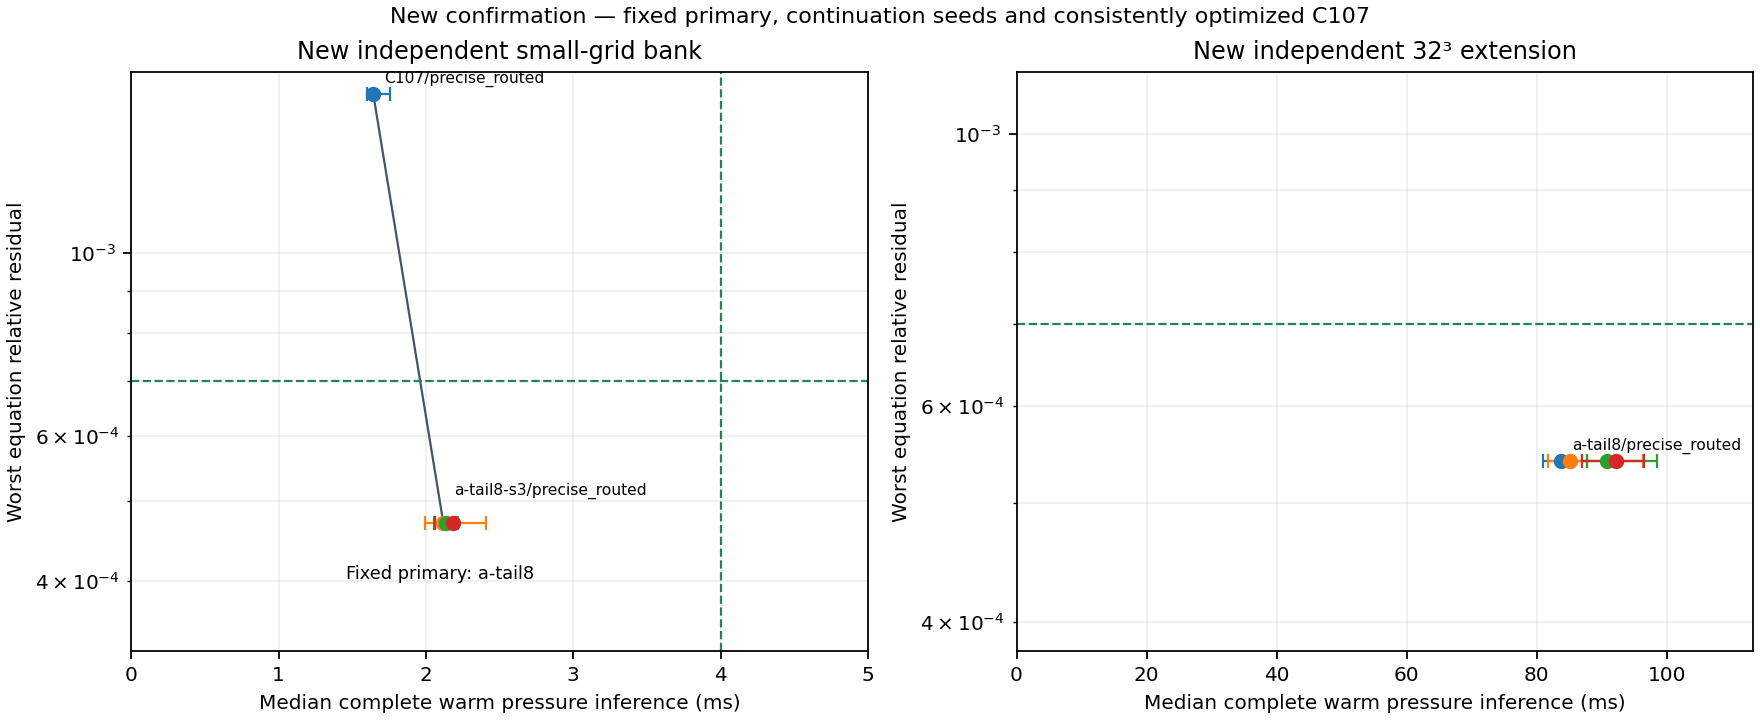 New confirmation — fixed primary, continuation seeds and consistently optimized C107
New independent small-grid bank
C107/precise_routed
10⁻³
6 × 10⁻⁴
4 × 10⁻⁴
a-tail8-s3/precise_routed
Fixed primary: a-tail8
0 1 2 3 4 5
Median complete warm pressure inference (ms)
Worst equation relative residual
New independent 32³ extension
10⁻³
6 × 10⁻⁴
4 × 10⁻⁴
a-tail8/precise_routed
0 20 40 60 80 100
Median complete warm pressure inference (ms)
Worst equation relative residual